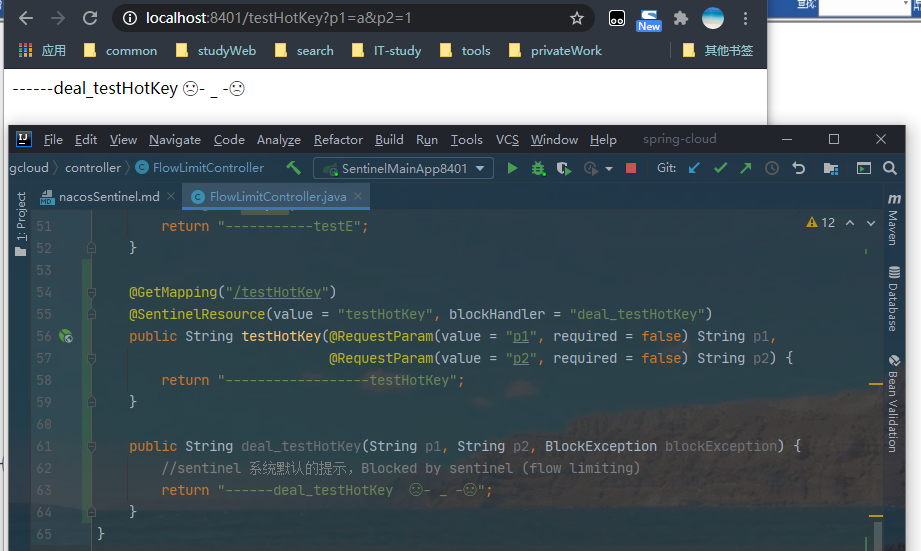 查找:
localhost:8401/testHotKey?p1=a&p2=1
New
应用 common studyWeb search IT-study tools privateWork 其他书签
------deal_testHotKey ☹- _ -☹
IJ File Edit View Navigate Code Analyze Refactor Build Run Tools VCS Window Help spring-cloud
gcloud controller C FlowLimitController SentinelMainApp8401 Git:
MD nacosSentinel.md C FlowLimitController.java
1: Project
m Maven
Database
Bean Validation
12
51 return "-----------testE";
52 }
53
54 @GetMapping("/testHotKey")
55 @SentinelResource(value = "testHotKey", blockHandler = "deal_testHotKey")
56 public String testHotKey(@RequestParam(value = "p1", required = false) String p1,
57 @RequestParam(value = "p2", required = false) String p2) {
58 return "------------------testHotKey";
59 }
60
61 public String deal_testHotKey(String p1, String p2, BlockException blockException) {
62 //sentinel 系统默认的提示，Blocked by sentinel (flow limiting)
63 return "------deal_testHotKey ☹- _ -☹";
64 }
65 }